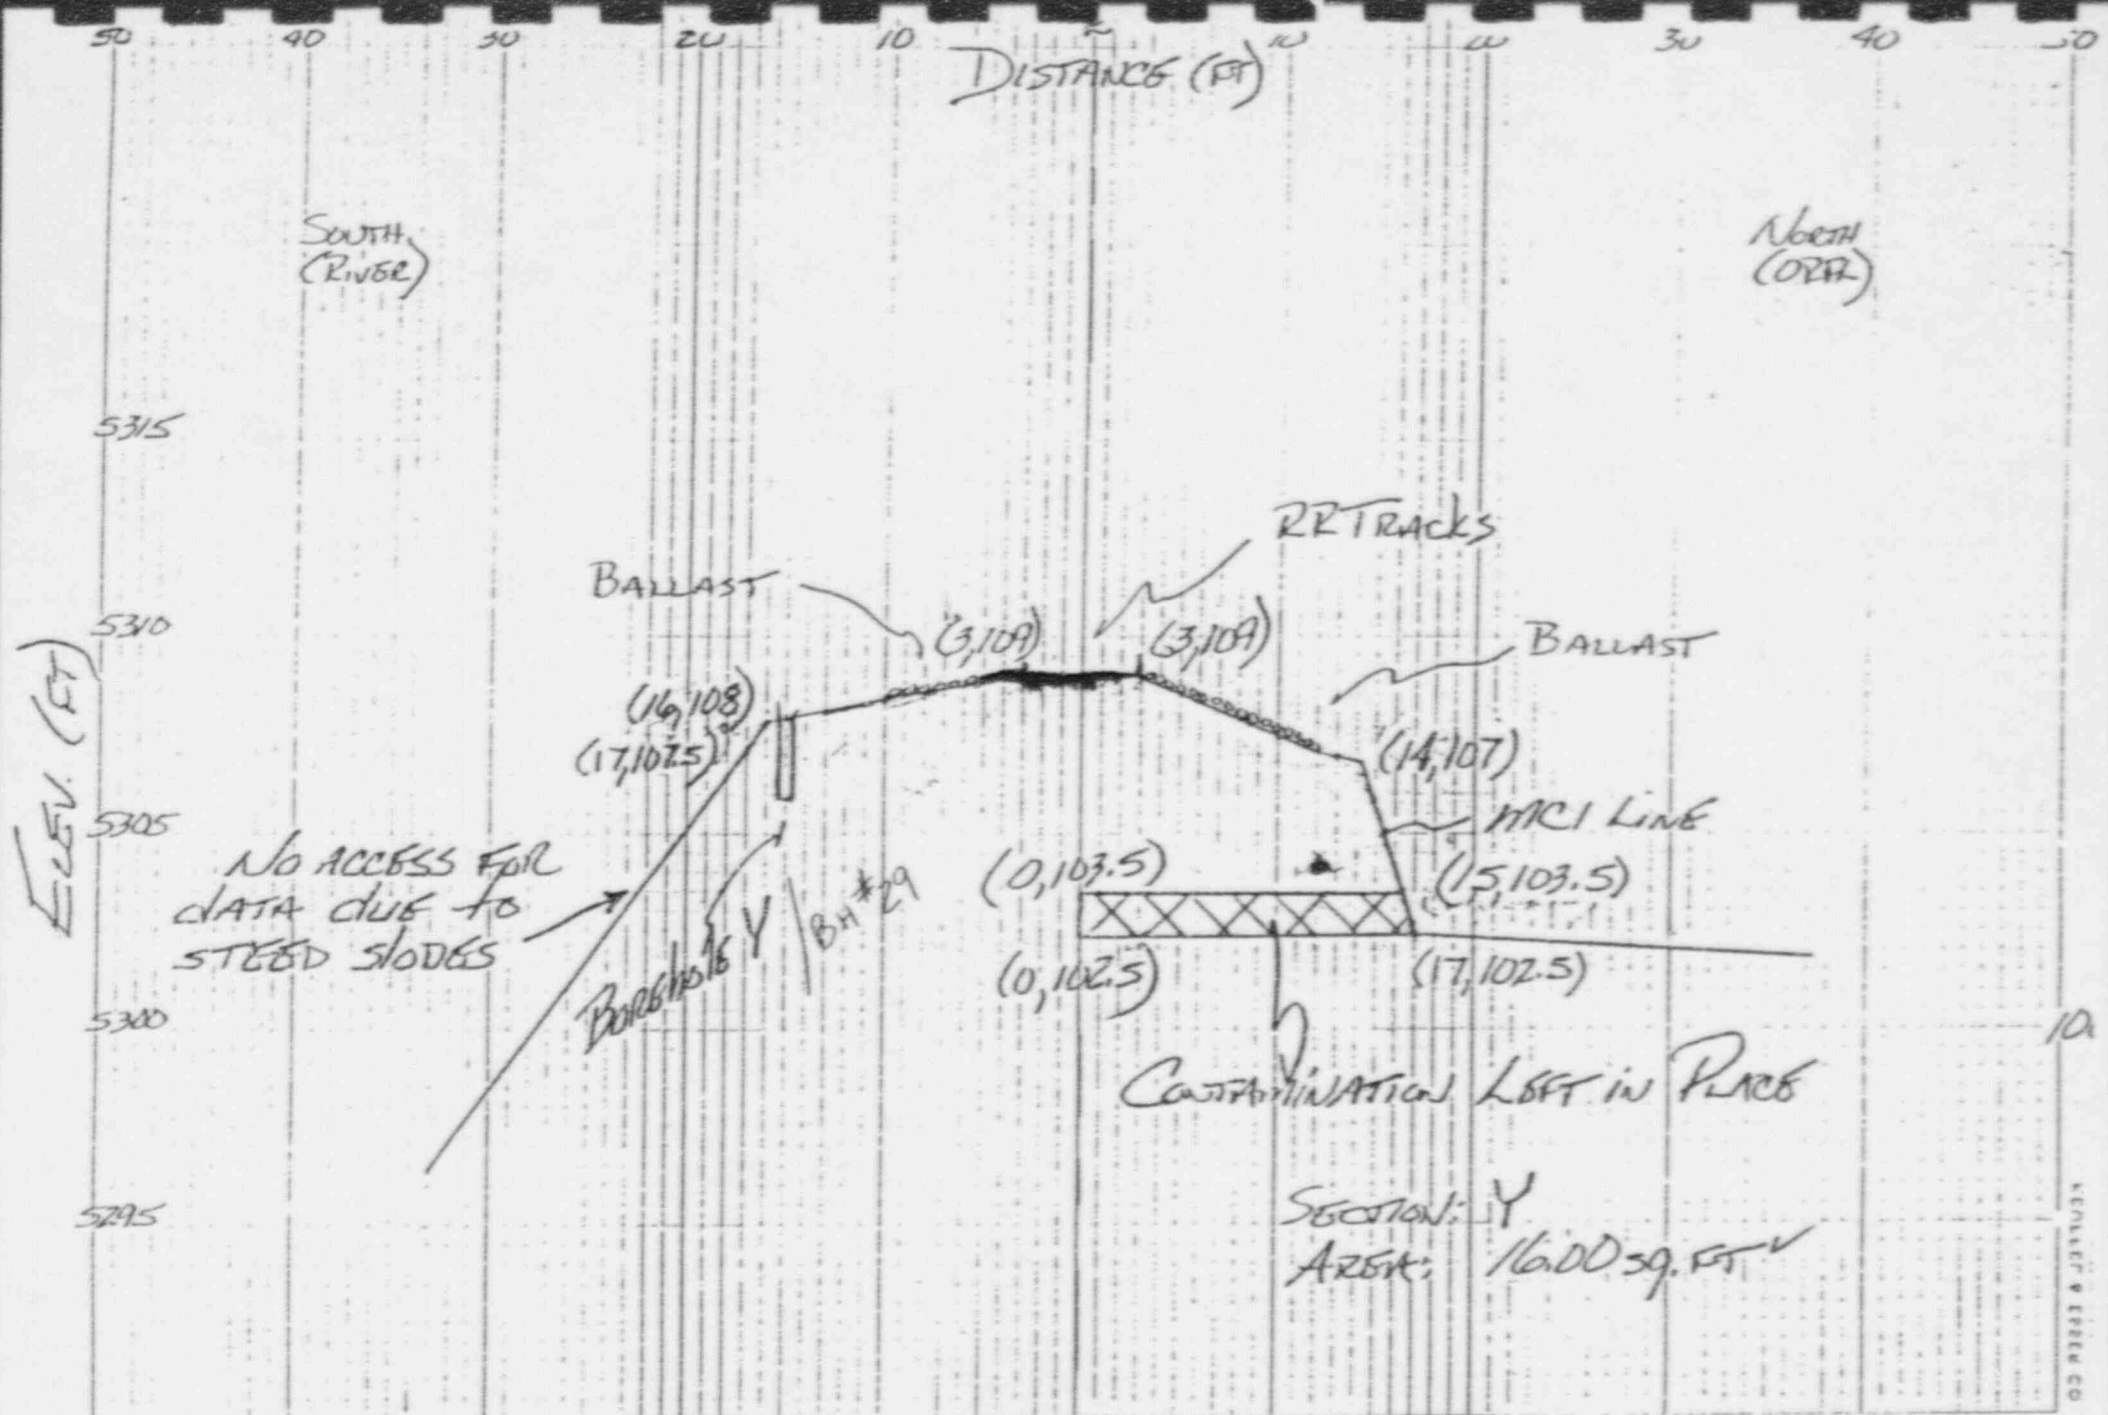 50 40 30 20 10 10 20 30 40 50
DISTANCE (FT)
SOUTH
(RIVER)
NORTH
5315
RR TRACKS
BALLAST
5310
(3,109) (3,109)
BALLAST
ELEV. (FT)
(16,108)
(17,107.5)
(14,107)
5305
MCI LINE
NO ACCESS FOR
DATA due to
STEED SlODES
(0,103.5)
(15,103.5)
BOREHOLE Y
BH #29
(0,102.5)
(17,102.5)
5300
10
CONTAMINATION LEFT IN PLACE
5295
SECTION: Y
AREA: 16.00 SQ. FT ✓